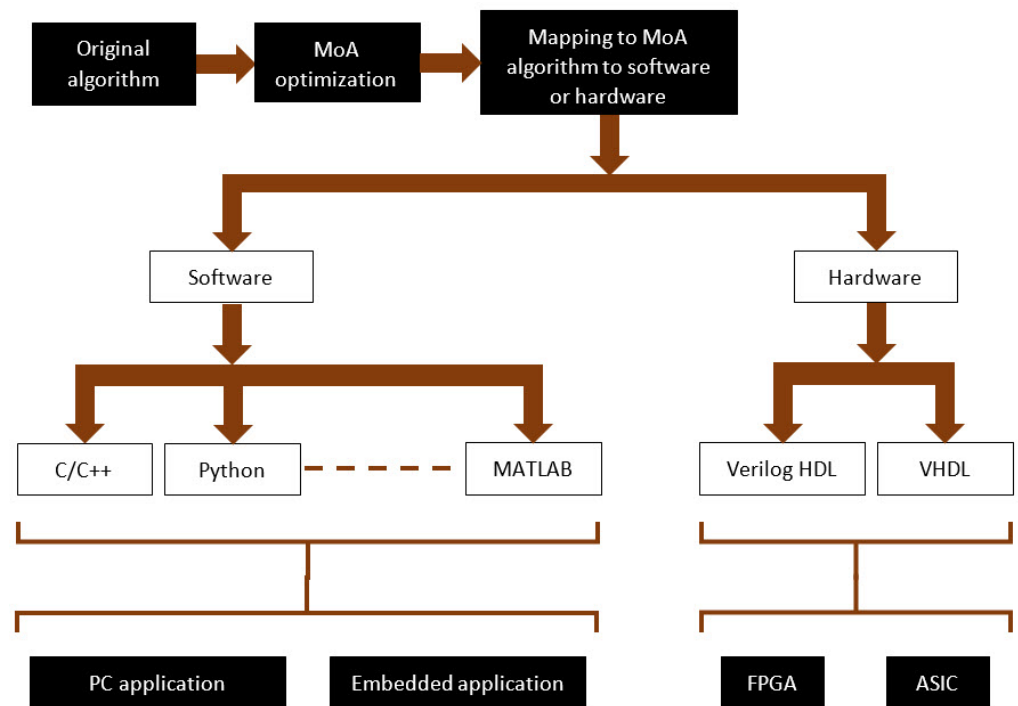 Original
algorithm
MoA
optimization
Mapping to MoA
algorithm to software
or hardware
Software
Hardware
C/C++
Python
MATLAB
Verilog HDL
VHDL
PC application
Embedded application
FPGA
ASIC